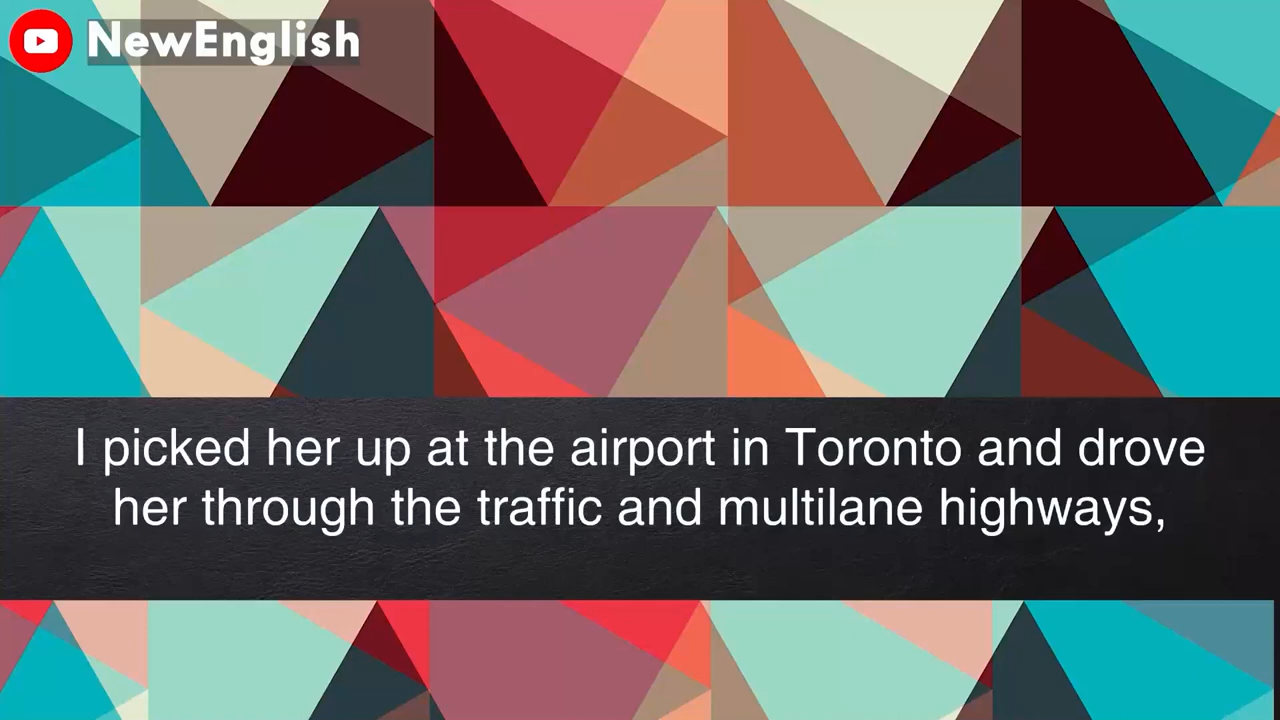 NewEnglish
I picked her up at the airport in Toronto and drove
her through the traffic and multilane highways,